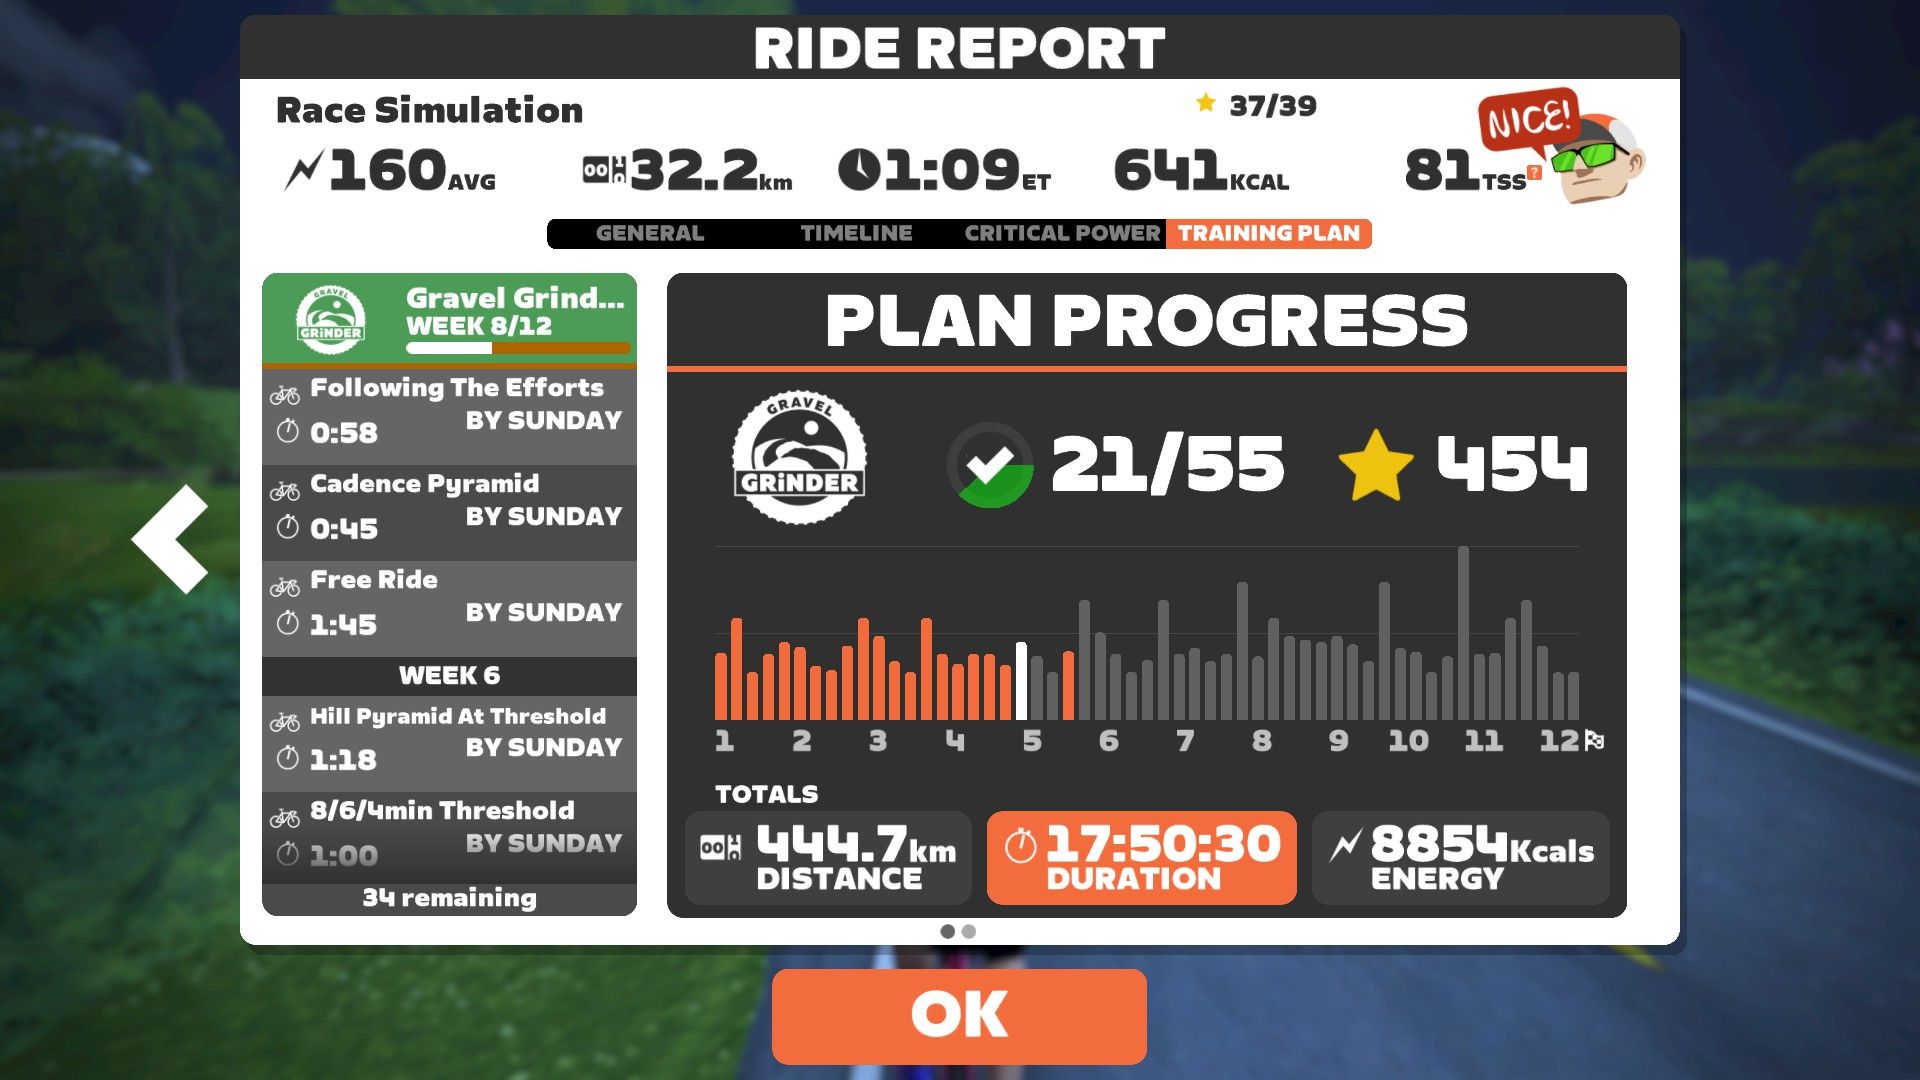 RIDE REPORT
Race Simulation
37/39
NICE!
160AVG
32.2km
1:09ET
641KCAL
81TSS?
GENERAL
TIMELINE
CRITICAL POWER
TRAINING PLAN
GRAVEL
GRiNDER
Gravel Grind...
WEEK 8/12
Following The Efforts
BY SUNDAY
0:58
Cadence Pyramid
BY SUNDAY
0:45
Free Ride
BY SUNDAY
1:45
WEEK 6
Hill Pyramid At Threshold
BY SUNDAY
1:18
8/6/4min Threshold
BY SUNDAY
1:00
34 remaining
PLAN PROGRESS
GRAVEL
GRiNDER
21/55
454
1 2 3 4 5 6 7 8 9 10 11 12
TOTALS
444.7km
DISTANCE
17:50:30
DURATION
8854Kcals
ENERGY
OK